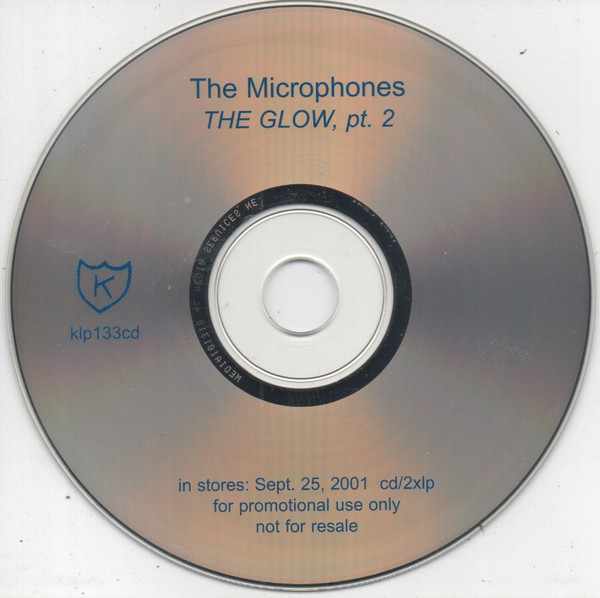 The Microphones
THE GLOW, pt. 2
K
klp133cd
in stores: Sept. 25, 2001 cd/2xlp
for promotional use only
not for resale